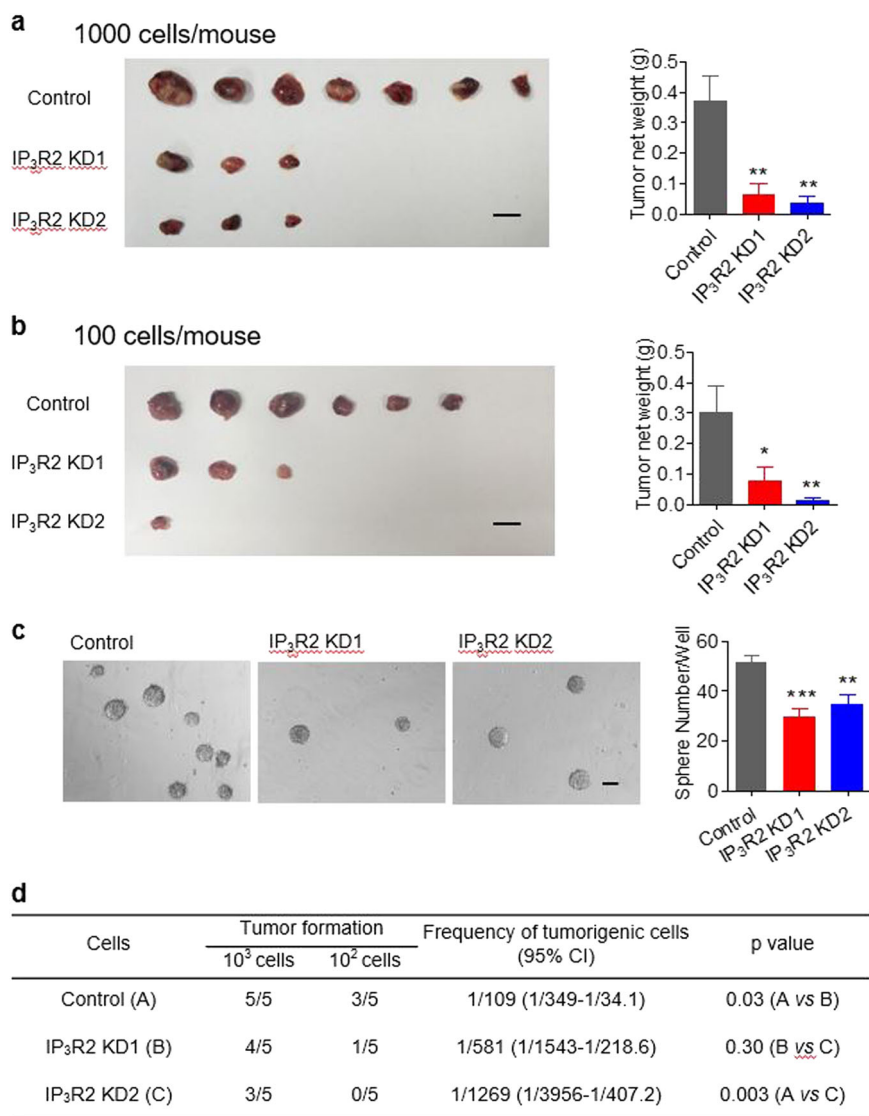 a
1000 cells/mouse
Control
IP₃R2 KD1
IP₃R2 KD2
Tumor net weight (g)
0.5
0.4
0.3
0.2
0.1
0.0
**
**
Control
IP₃R2 KD1
IP₃R2 KD2
b
100 cells/mouse
Control
IP₃R2 KD1
IP₃R2 KD2
Tumor net weight (g)
0.5
0.4
0.3
0.2
0.1
0.0
*
**
Control
IP₃R2 KD1
IP₃R2 KD2
c
Control
IP₃R2 KD1
IP₃R2 KD2
Sphere Number/Well
60
40
20
0
***
**
Control
IP₃R2 KD1
IP₃R2 KD2
d
Cells Tumor formation Frequency of tumorigenic cells (95% CI) p value
10³ cells 10² cells
Control (A) 5/5 3/5 1/109 (1/349-1/34.1) 0.03 (A vs B)
IP₃R2 KD1 (B) 4/5 1/5 1/581 (1/1543-1/218.6) 0.30 (B vs C)
IP₃R2 KD2 (C) 3/5 0/5 1/1269 (1/3956-1/407.2) 0.003 (A vs C)